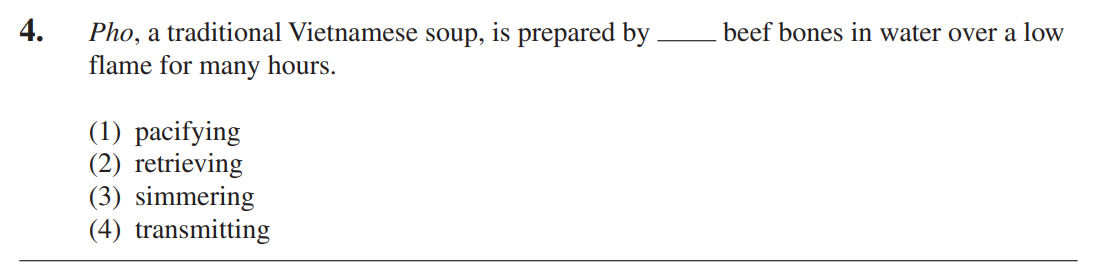 4. Pho, a traditional Vietnamese soup, is prepared by ____ beef bones in water over a low
flame for many hours.
(1) pacifying
(2) retrieving
(3) simmering
(4) transmitting